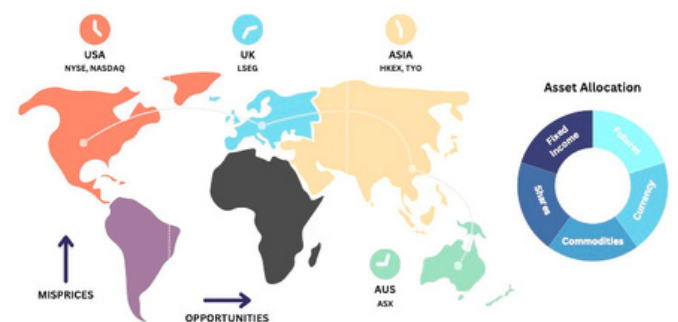 USA
NYSE, NASDAQ
UK
LSEG
ASIA
HKEX, TYO
Asset Allocation
Fixed
Income
Futures
Shares
Currency
Commodities
MISPRICES
OPPORTUNITIES
AUS
ASX